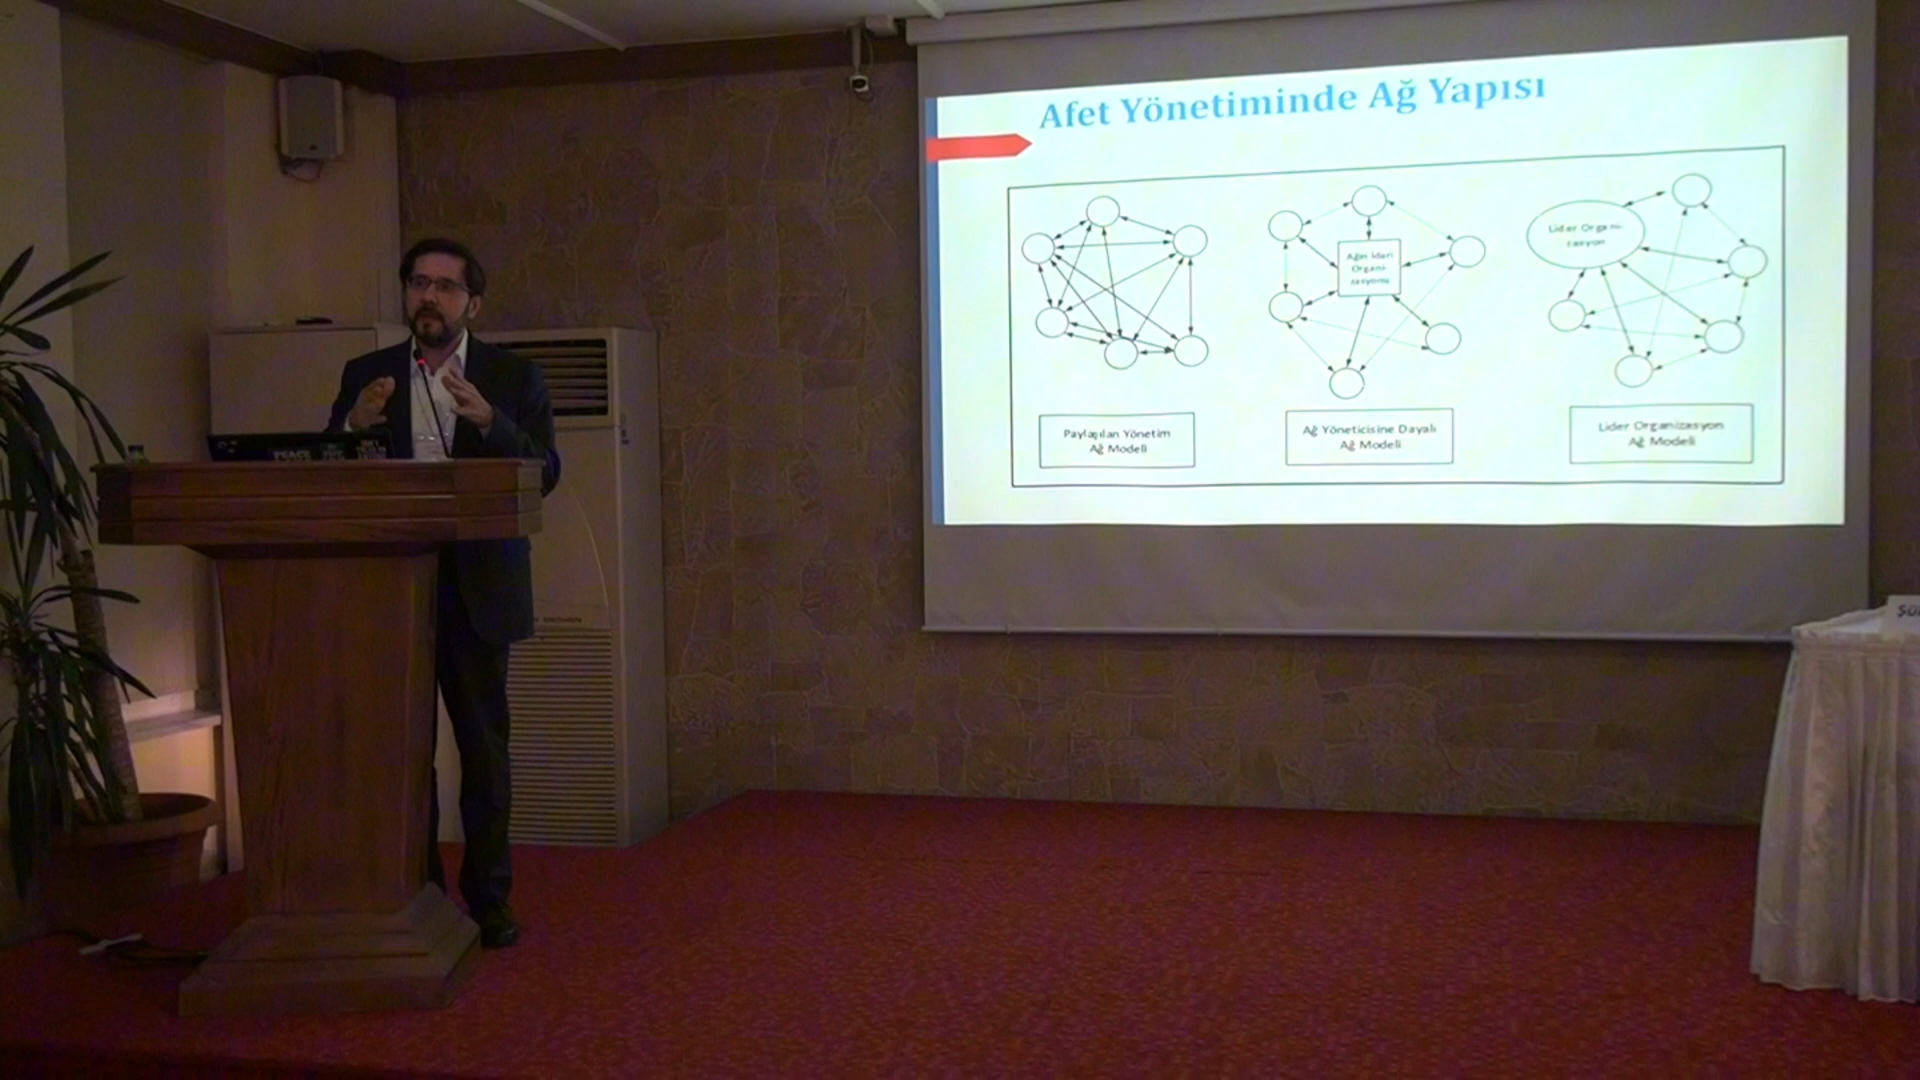 Afet Yönetiminde Ağ Yapısı
Ağın İdari
Organi-
zasyonu
Lider Organi-
zasyon
Paylaşılan Yönetim
Ağ Modeli
Ağ Yöneticisine Dayalı
Ağ Modeli
Lider Organizasyon
Ağ Modeli
PEACE